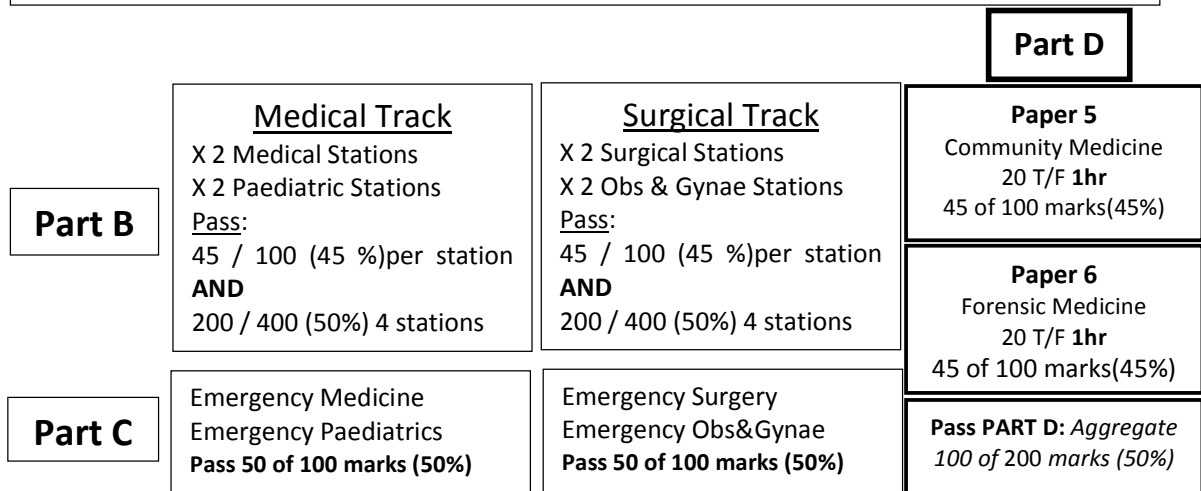 Part D
Part B
Medical Track
X 2 Medical Stations
X 2 Paediatric Stations
Pass:
45 / 100 (45 %)per station
AND
200 / 400 (50%) 4 stations
Surgical Track
X 2 Surgical Stations
X 2 Obs & Gynae Stations
Pass:
45 / 100 (45 %)per station
AND
200 / 400 (50%) 4 stations
Paper 5
Community Medicine
20 T/F 1hr
45 of 100 marks(45%)
Paper 6
Forensic Medicine
20 T/F 1hr
45 of 100 marks(45%)
Part C
Emergency Medicine
Emergency Paediatrics
Pass 50 of 100 marks (50%)
Emergency Surgery
Emergency Obs&Gynae
Pass 50 of 100 marks (50%)
Pass PART D: Aggregate
100 of 200 marks (50%)